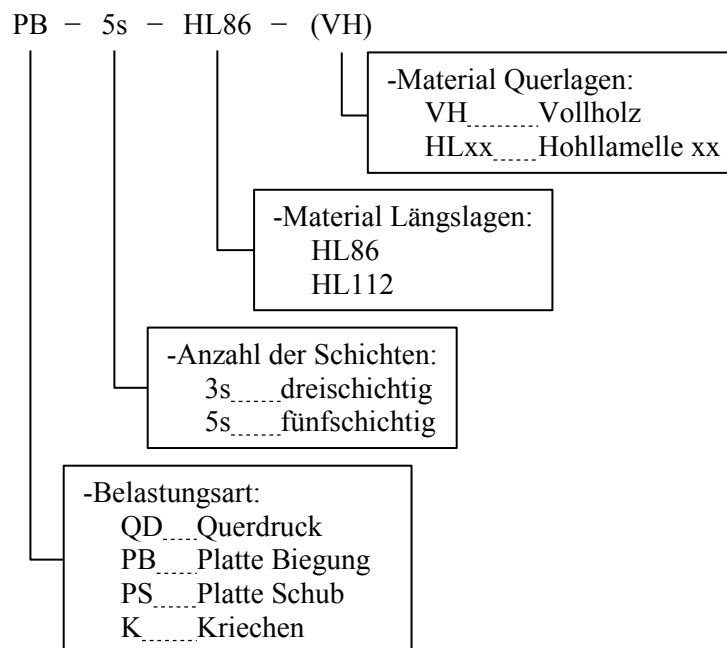 PB – 5s – HL86 – (VH)
-Material Querlagen:
VH Vollholz
HLxx Hohllamelle xx
-Material Längslagen:
HL86
HL112
-Anzahl der Schichten:
3s dreischichtig
5s fünfschichtig
-Belastungsart:
QD Querdruck
PB Platte Biegung
PS Platte Schub
K Kriechen